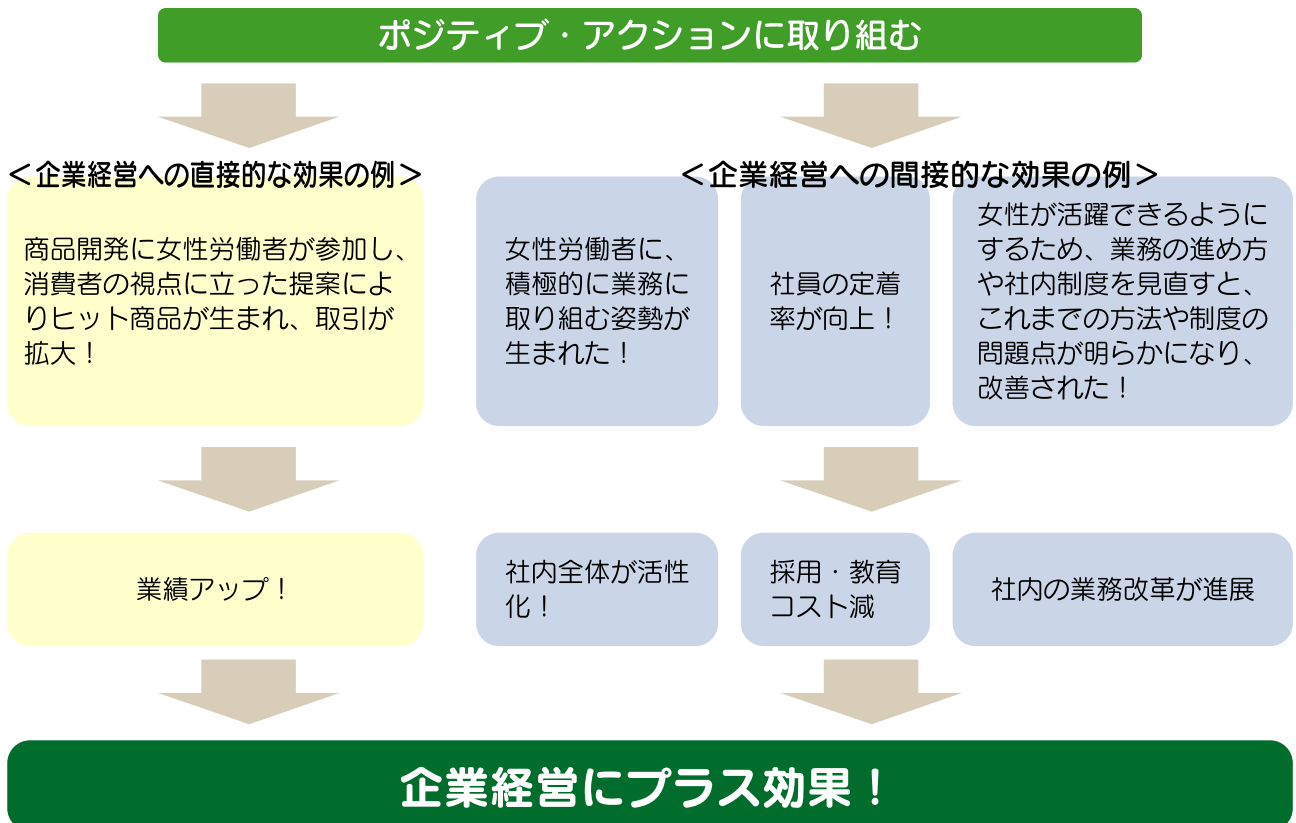 ポジティブ・アクションに取り組む
＜企業経営への直接的な効果の例＞
商品開発に女性労働者が参加し、
消費者の視点に立った提案によ
りヒット商品が生まれ、取引が
拡大！
＜企業経営への間接的な効果の例＞
女性労働者に、
積極的に業務に
取り組む姿勢が
生まれた！
社員の定着
率が向上！
女性が活躍できるように
するため、業務の進め方
や社内制度を見直すと、
これまでの方法や制度の
問題点が明らかになり、
改善された！
業績アップ！
社内全体が活性
化！
採用・教育
コスト減
社内の業務改革が進展
企業経営にプラス効果！